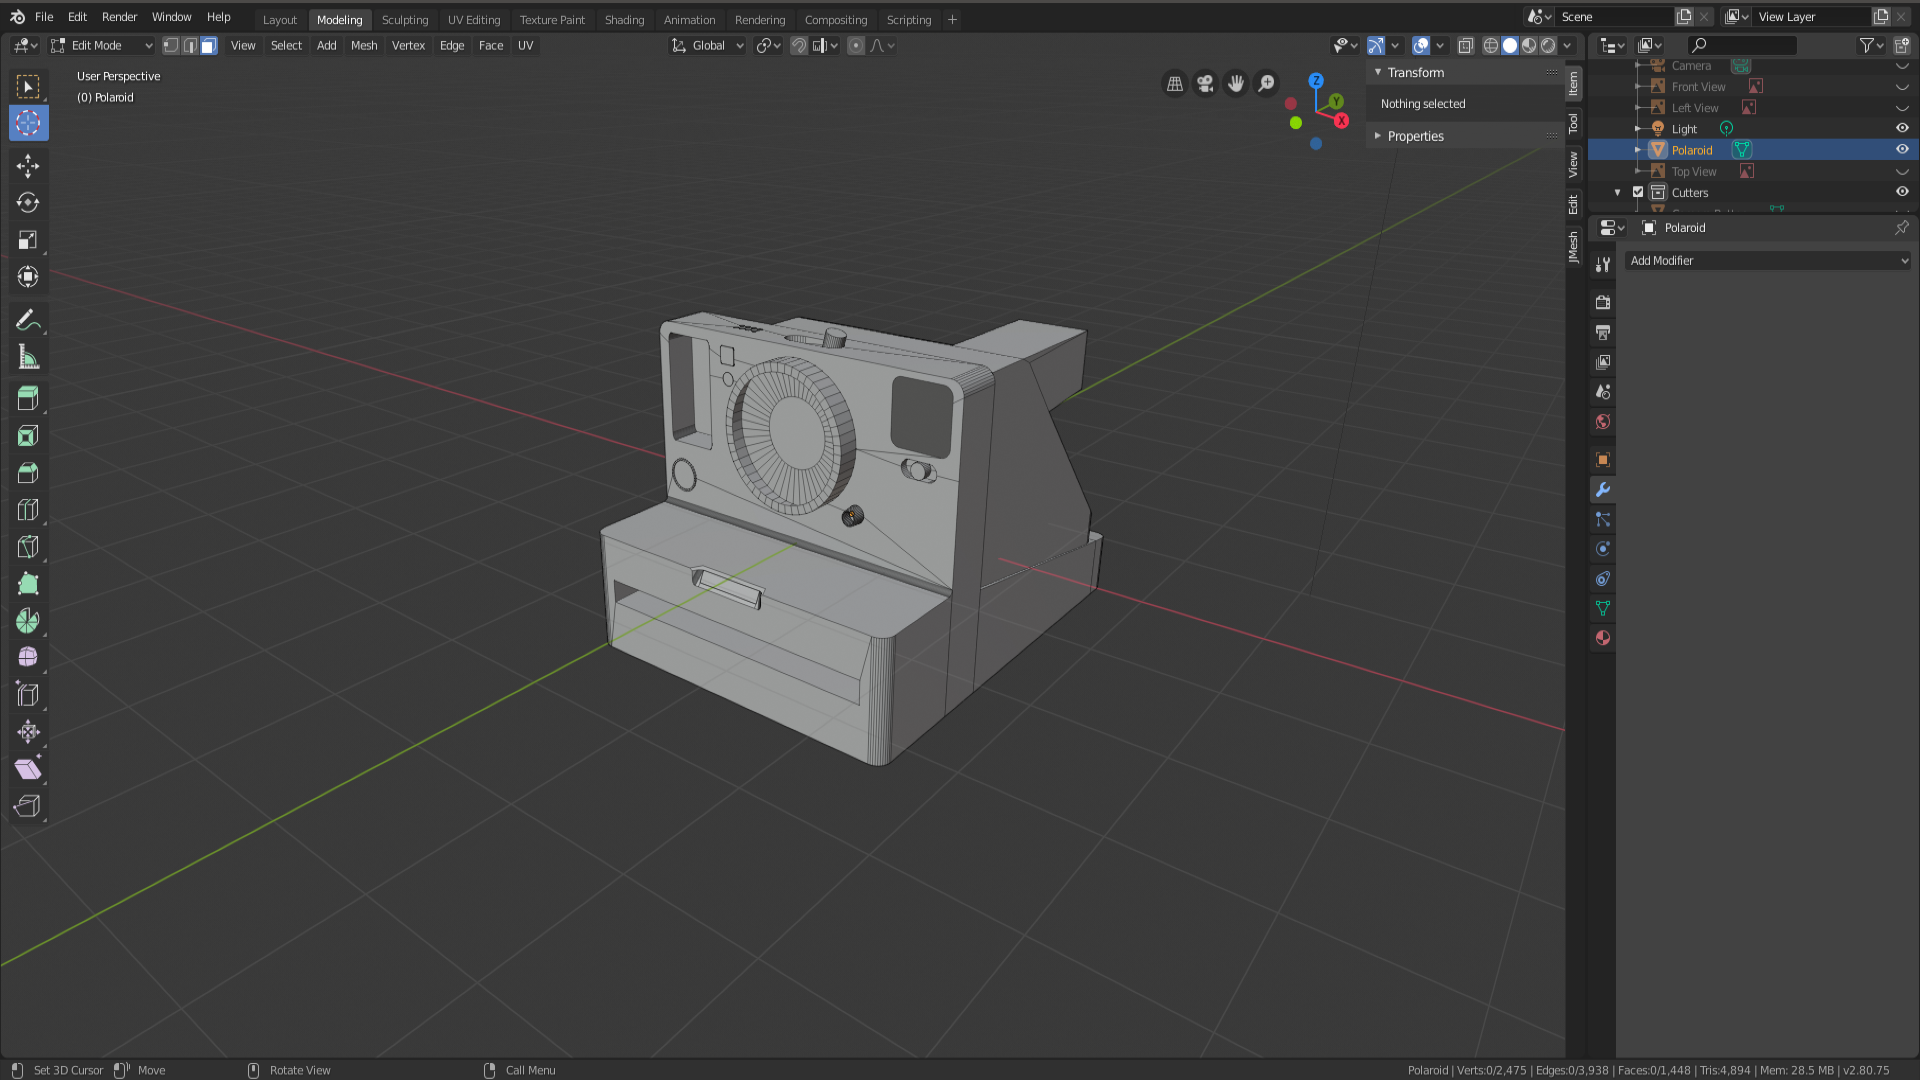 File Edit Render Window Help Layout Modeling Sculpting UV Editing Texture Paint Shading Animation Rendering Compositing Scripting + Scene View Layer
Edit Mode View Select Add Mesh Vertex Edge Face UV Global
User Perspective
(0) Polaroid
Z
Y
X
Transform
Nothing selected
Properties
Item
Tool
View
Edit
JMesh
Camera
Front View
Left View
Light
Polaroid
Top View
Cutters
Polaroid
Add Modifier
Set 3D Cursor Move Rotate View Call Menu Polaroid | Verts:0/2,475 | Edges:0/3,938 | Faces:0/1,448 | Tris:4,894 | Mem: 28.5 MB | v2.80.75